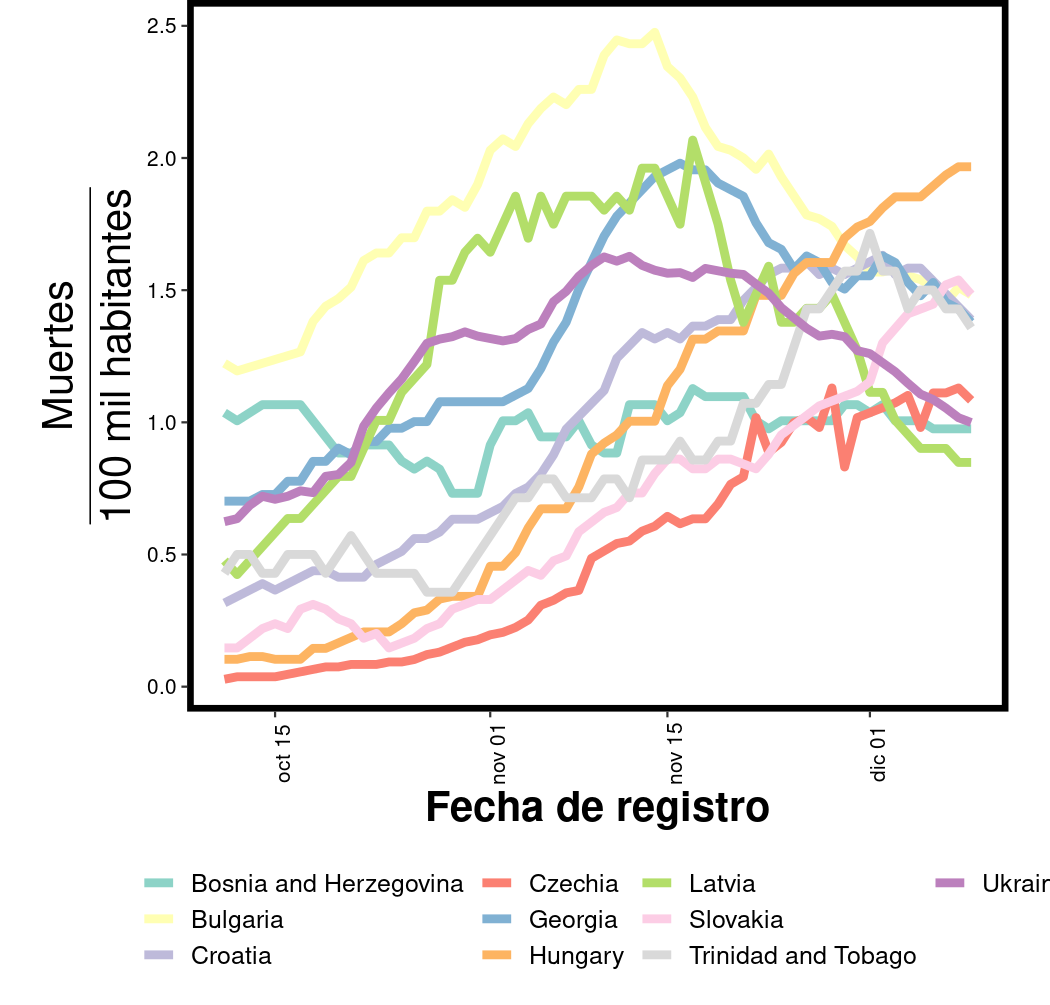 2.5
2.0
1.5
1.0
0.5
0.0
Muertes
100 mil habitantes
oct 15
nov 01
nov 15
dic 01
Fecha de registro
Bosnia and Herzegovina Czechia Latvia Ukrain
Bulgaria Georgia Slovakia
Croatia Hungary Trinidad and Tobago